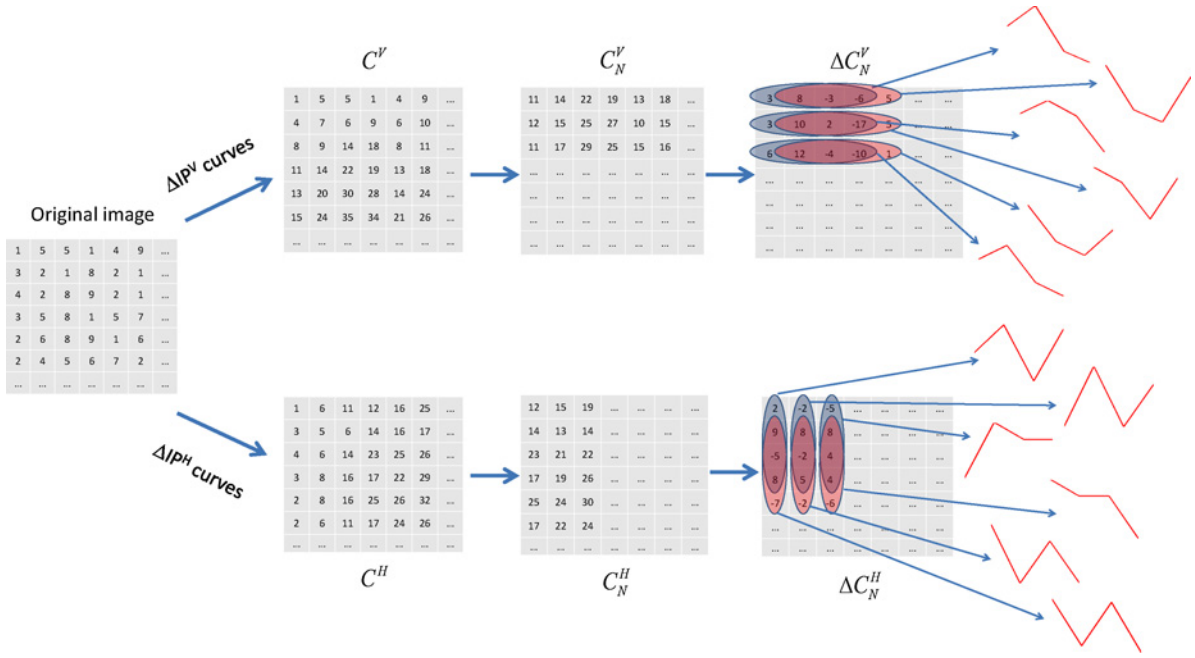 C^V
C_N^V
ΔC_N^V
1 5 5 1 4 9 ...
4 7 6 9 6 10 ...
8 9 14 18 8 11 ...
11 14 22 19 13 18 ...
13 20 30 28 14 24 ...
15 24 35 34 21 26 ...
... ... ... ... ... ... ...
11 14 22 19 13 18 ...
12 15 25 27 10 15 ...
11 17 29 25 15 16 ...
... ... ... ... ... ... ...
... ... ... ... ... ... ...
... ... ... ... ... ... ...
... ... ... ... ... ... ...
3 8 -3 -6 5 ... ...
3 10 2 -17 5 ... ...
6 12 -4 -10 1 ... ...
... ... ... ... ... ... ...
... ... ... ... ... ... ...
... ... ... ... ... ... ...
... ... ... ... ... ... ...
ΔIP^V curves
Original image
1 5 5 1 4 9 ...
3 2 1 8 2 1 ...
4 2 8 9 2 1 ...
3 5 8 1 5 7 ...
2 6 8 9 1 6 ...
2 4 5 6 7 2 ...
... ... ... ... ... ... ...
ΔIP^H curves
1 6 11 12 16 25 ...
3 5 6 14 16 17 ...
4 6 14 23 25 26 ...
3 8 16 17 22 29 ...
2 8 16 25 26 32 ...
2 6 11 17 24 26 ...
... ... ... ... ... ... ...
12 15 19 ... ... ... ...
14 13 14 ... ... ... ...
23 21 22 ... ... ... ...
17 19 26 ... ... ... ...
25 24 30 ... ... ... ...
17 22 24 ... ... ... ...
... ... ... ... ... ... ...
2 -2 -5 ... ... ... ...
9 8 8 ... ... ... ...
-5 -2 4 ... ... ... ...
8 5 4 ... ... ... ...
-7 -2 -6 ... ... ... ...
... ... ... ... ... ... ...
... ... ... ... ... ... ...
C^H
C_N^H
ΔC_N^H